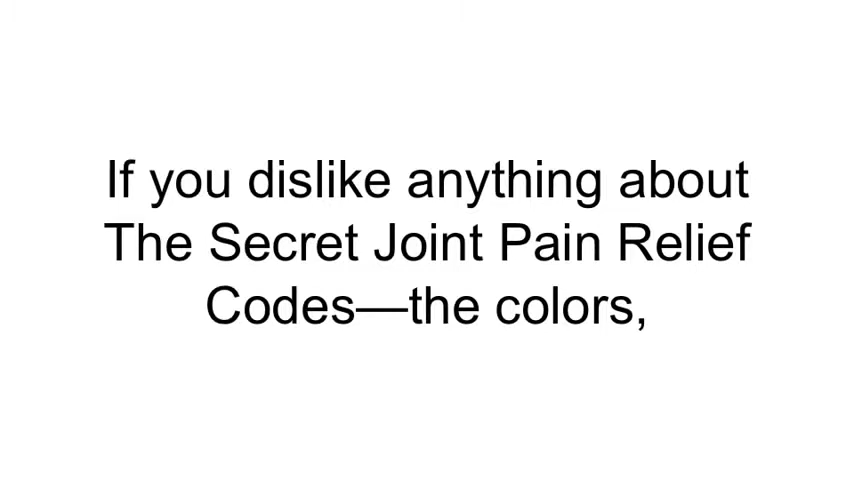 If you dislike anything about
The Secret Joint Pain Relief
Codes—the colors,